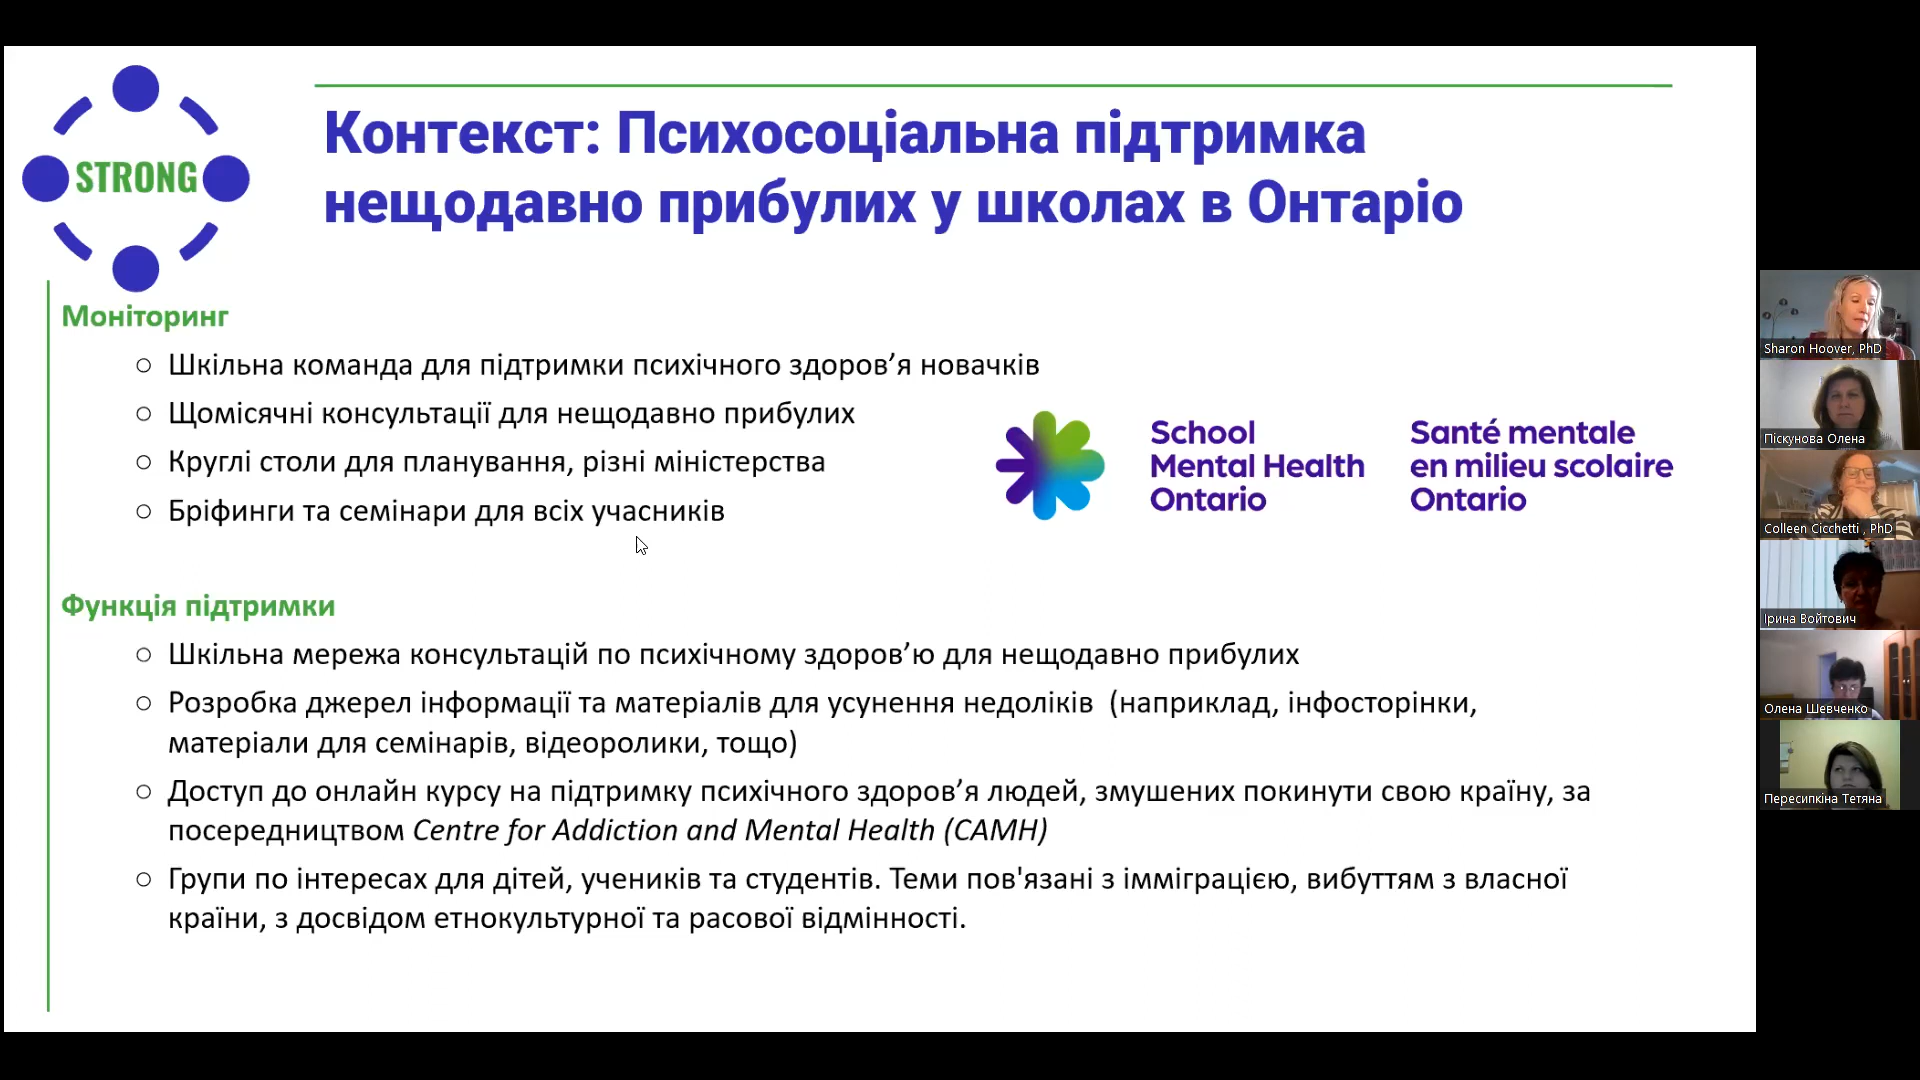 STRONG
Контекст: Психосоціальна підтримка
нещодавно прибулих у школах в Онтаріо
Моніторинг
○ Шкільна команда для підтримки психічного здоров’я новачків
○ Щомісячні консультації для нещодавно прибулих
○ Круглі столи для планування, різні міністерства
○ Бріфинги та семінари для всіх учасників
School
Mental Health
Ontario
Santé mentale
en milieu scolaire
Ontario
Функція підтримки
○ Шкільна мережа консультацій по психічному здоров’ю для нещодавно прибулих
○ Розробка джерел інформації та матеріалів для усунення недоліків (наприклад, інфосторінки,
матеріали для семінарів, відеоролики, тощо)
○ Доступ до онлайн курсу на підтримку психічного здоров’я людей, змушених покинути свою країну, за
посередництвом Centre for Addiction and Mental Health (CAMH)
○ Групи по інтересах для дітей, учеників та студентів. Теми пов'язані з імміграцією, вибуттям з власної
країни, з досвідом етнокультурної та расової відмінності.
Sharon Hoover, PhD
Піскунова Олена
Colleen Cicchetti , PhD
Ірина Войтович
Олена Шевченко
Пересипкіна Тетяна